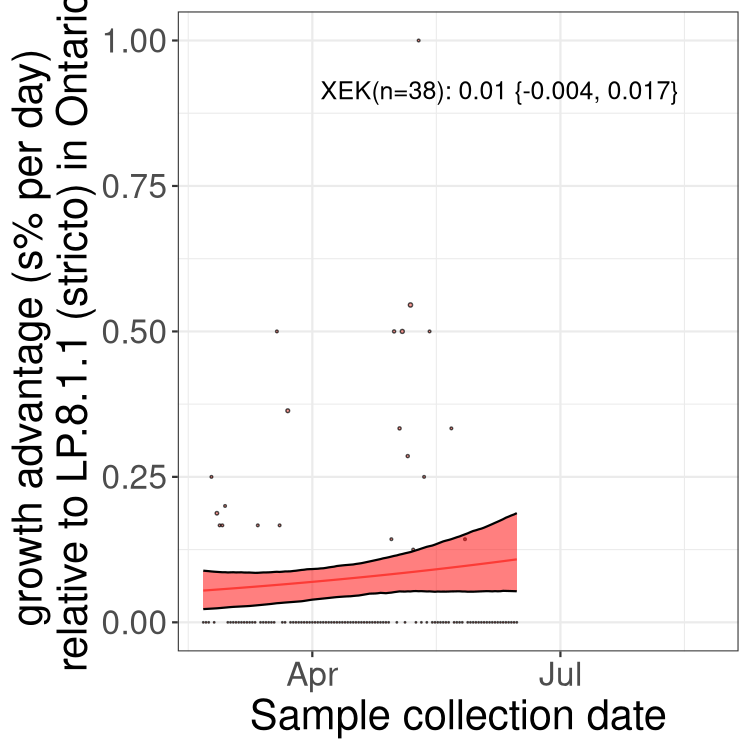 growth advantage (s% per day)
relative to LP.8.1.1 (stricto) in Ontario
1.00
0.75
0.50
0.25
0.00
XEK(n=38): 0.01 {-0.004, 0.017}
Apr
Jul
Sample collection date